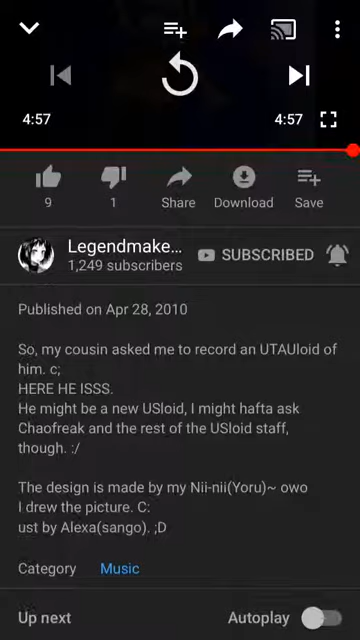 4:57
4:57
9
1
Share
Download
Save
Legendmake...
SUBSCRIBED
1,249 subscribers
Published on Apr 28, 2010
So, my cousin asked me to record an UTAUloid of
him. c;
HERE HE ISSS.
He might be a new USloid, I might hafta ask
Chaofreak and the rest of the USloid staff,
though. :/
The design is made by my Nii-nii(Yoru)~ owo
I drew the picture. C:
ust by Alexa(sango). ;D
Category
Music
Up next
Autoplay